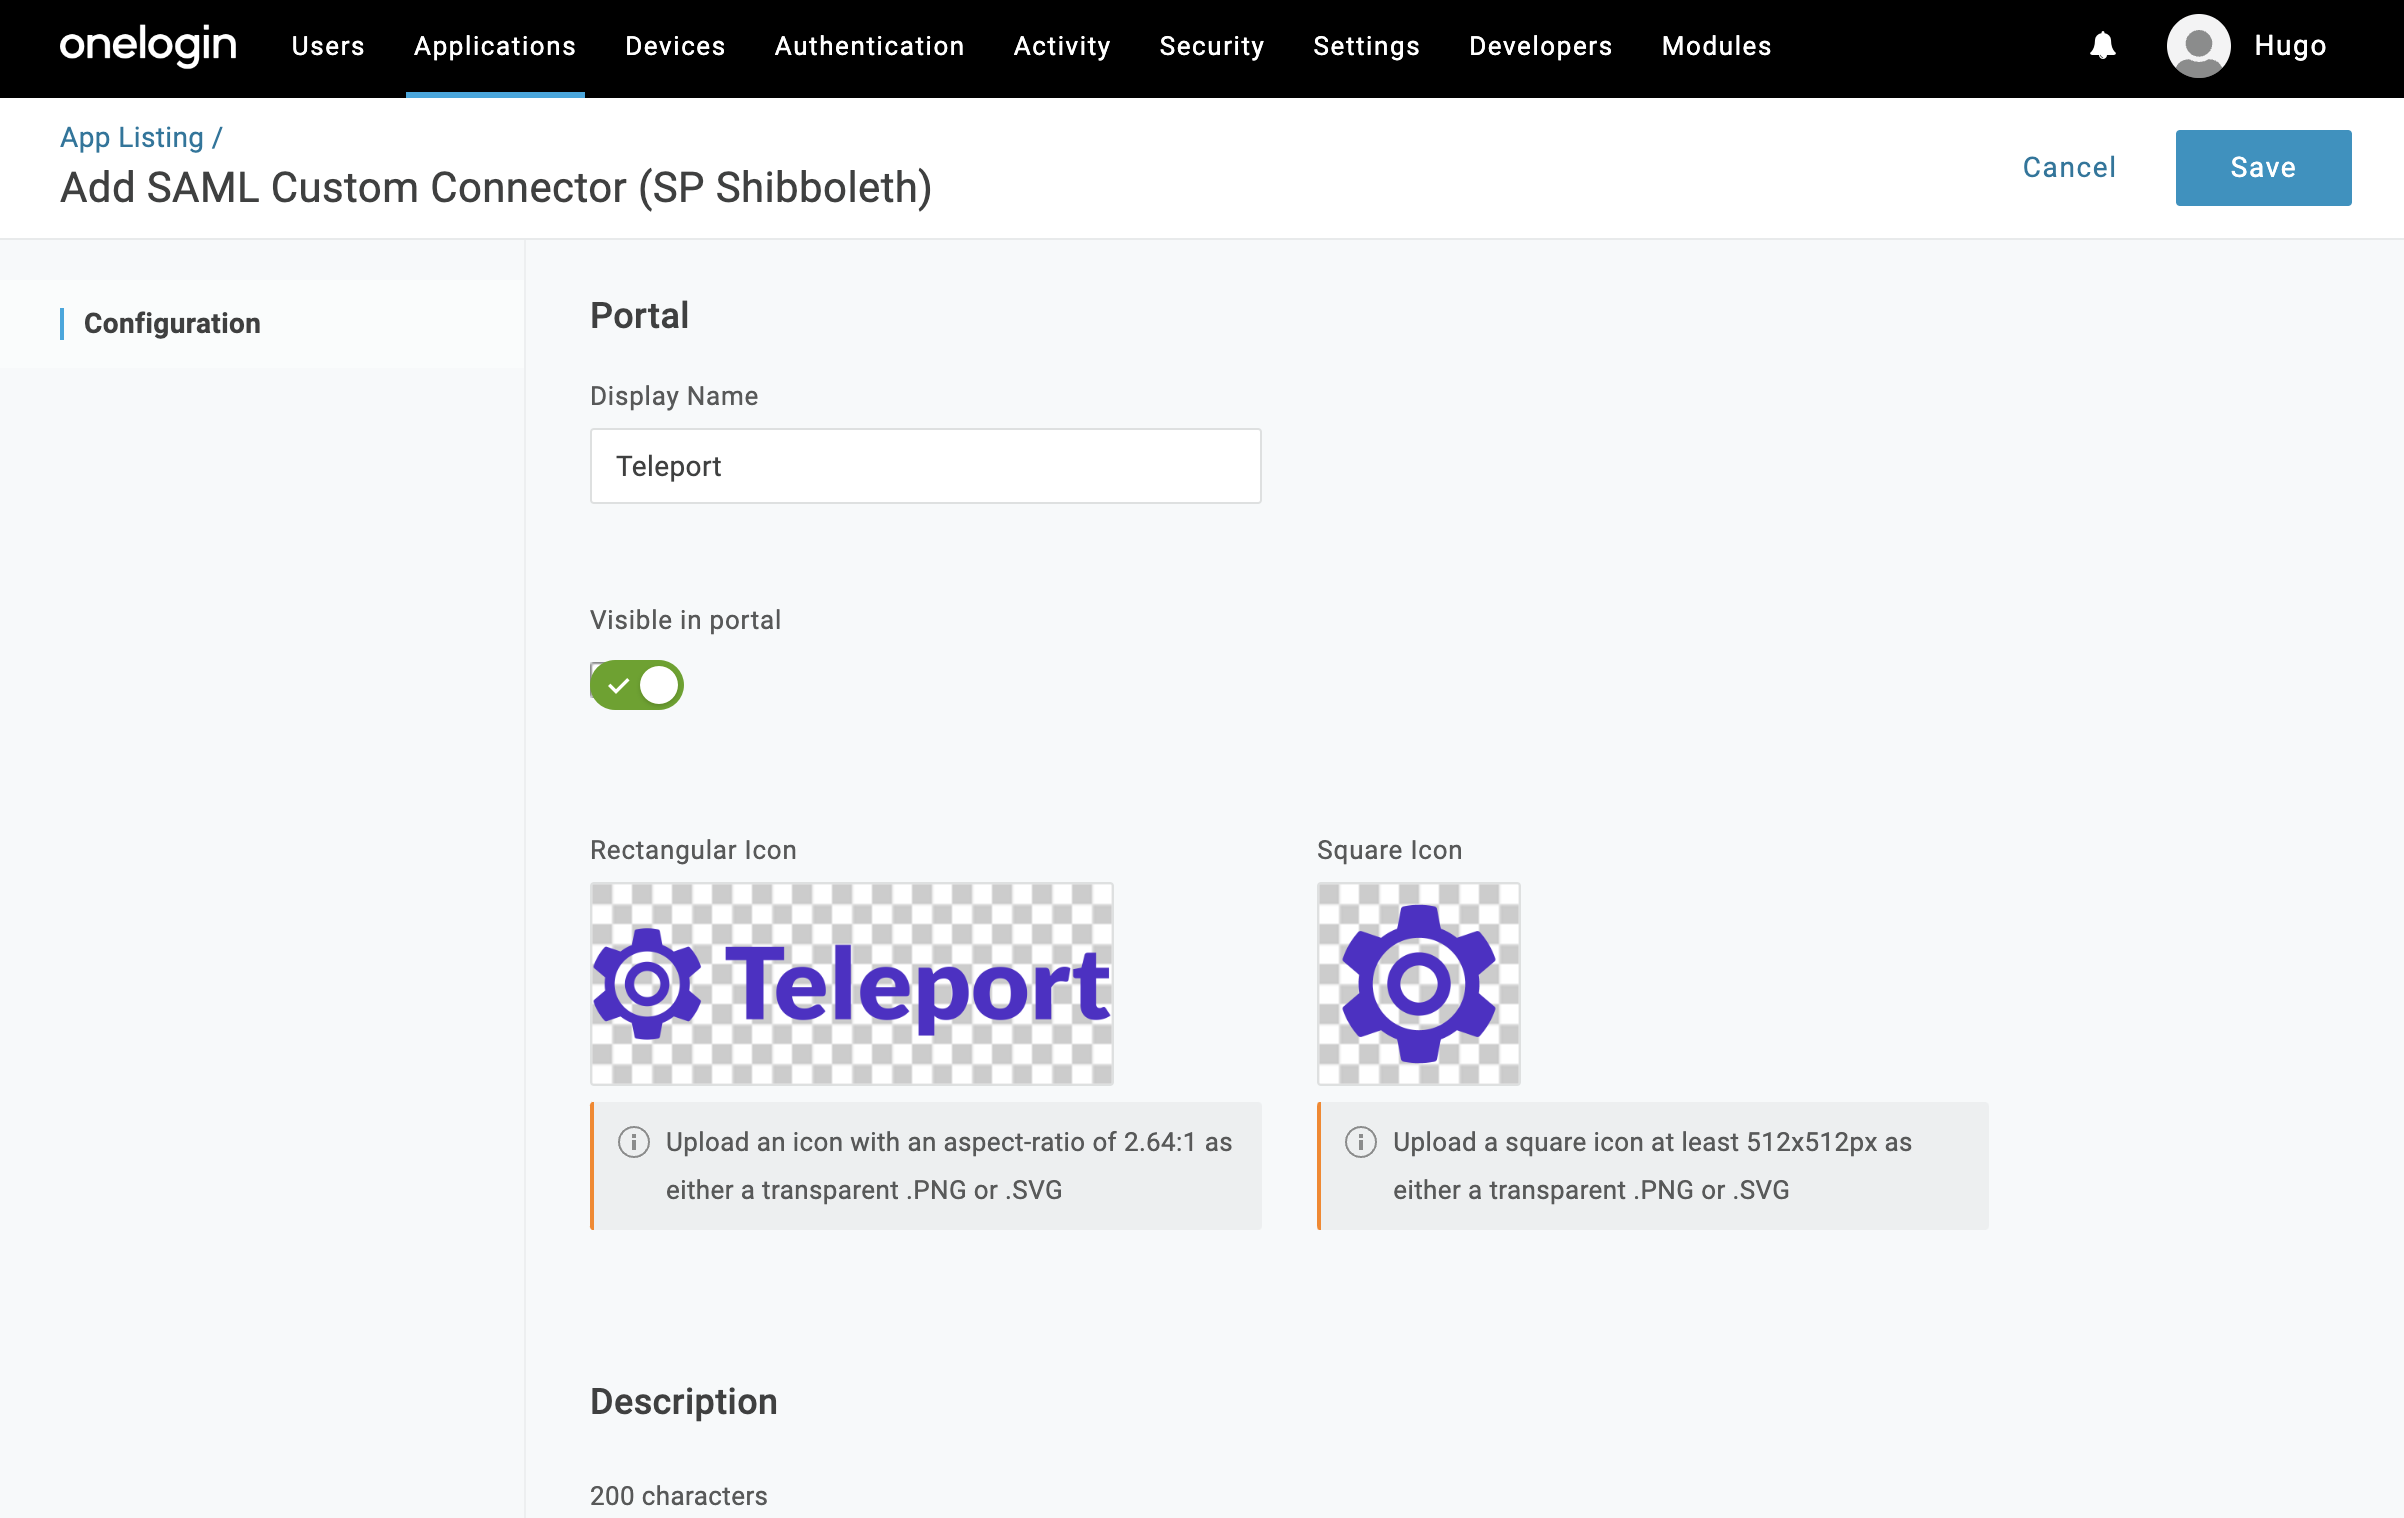 onelogin Users Applications Devices Authentication Activity Security Settings Developers Modules Hugo
App Listing /
Add SAML Custom Connector (SP Shibboleth)
Cancel Save
Configuration
Portal
Display Name
Teleport
Visible in portal
Rectangular Icon
Teleport
Upload an icon with an aspect-ratio of 2.64:1 as
either a transparent .PNG or .SVG
Square Icon
Upload a square icon at least 512x512px as
either a transparent .PNG or .SVG
Description
200 characters